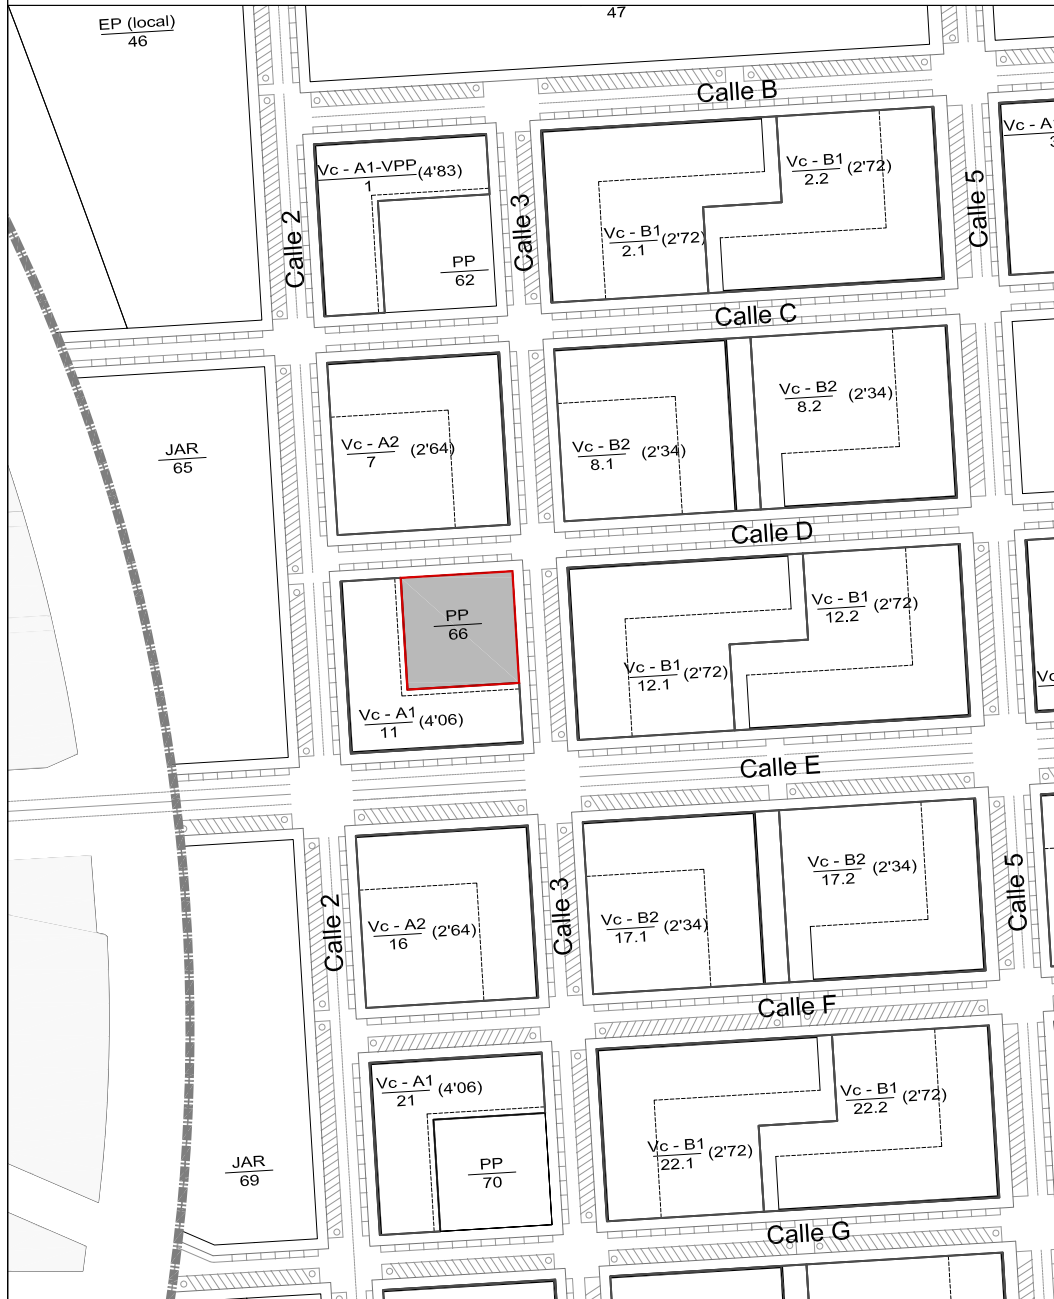 EP (local)
46
47
Calle B
Vc - A1-VPP (4'83)
1
PP
62
Calle 2
Calle 3
Vc - B1 (2'72)
2.1
Vc - B1 (2'72)
2.2
Calle 5
Calle C
JAR
65
Vc - A2 (2'64)
7
Vc - B2 (2'34)
8.1
Vc - B2 (2'34)
8.2
Calle D
PP
66
Vc - A1 (4'06)
11
Vc - B1 (2'72)
12.1
Vc - B1 (2'72)
12.2
Vc
Calle E
Calle 2
Vc - A2 (2'64)
16
Calle 3
Vc - B2 (2'34)
17.1
Vc - B2 (2'34)
17.2
Calle 5
Calle F
Vc - A1 (4'06)
21
PP
70
JAR
69
Vc - B1 (2'72)
22.1
Vc - B1 (2'72)
22.2
Calle G